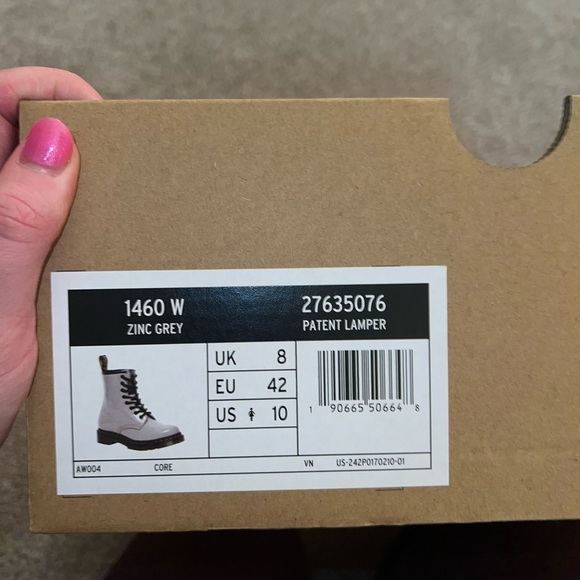 1460 W 27635076
ZINC GREY PATENT LAMPER
UK 8
EU 42
US 10
1 90665 50664 8
AW004 CORE VN US-242P0170210-01